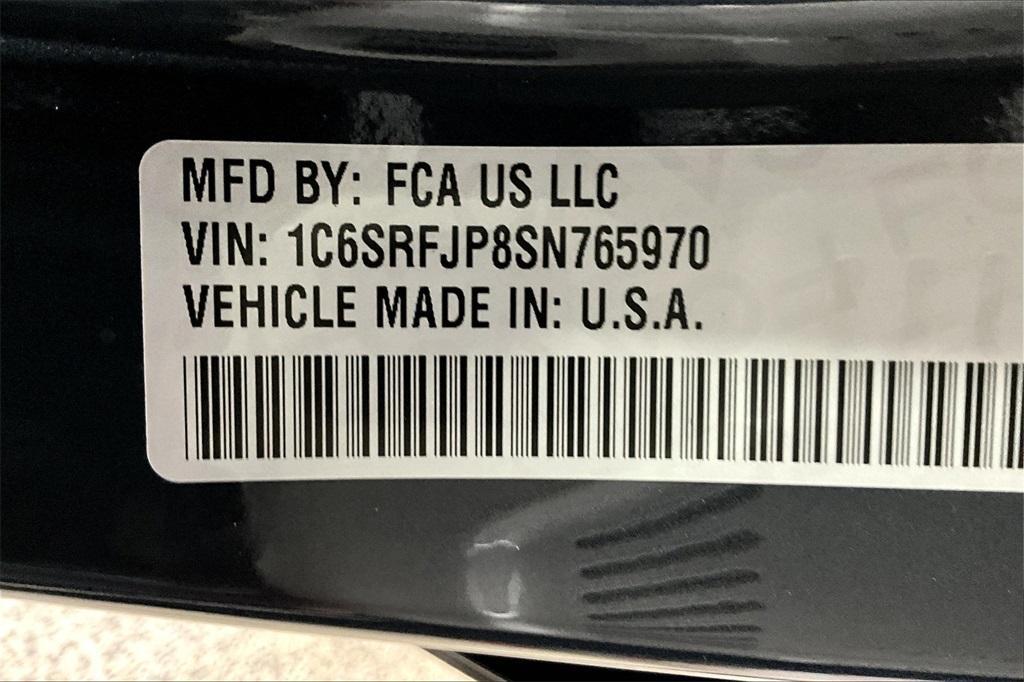 MFD BY: FCA US LLC
VIN: 1C6SRFJP8SN765970
VEHICLE MADE IN: U.S.A.